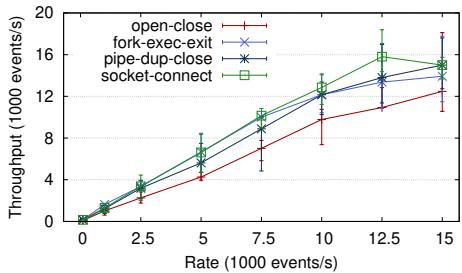 Throughput (1000 events/s)
20
16
12
8
4
0
open-close
fork-exec-exit
pipe-dup-close
socket-connect
0 2.5 5 7.5 10 12.5 15
Rate (1000 events/s)